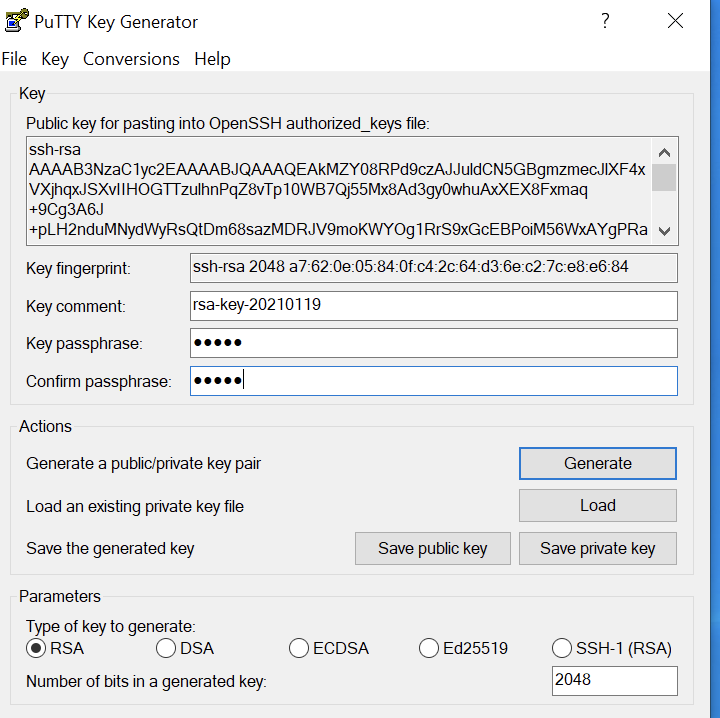 PuTTY Key Generator ? ×
File Key Conversions Help
Key
Public key for pasting into OpenSSH authorized_keys file:
ssh-rsa
AAAAB3NzaC1yc2EAAAABJQAAAQEAkMZY08RPd9czAJJuldCN5GBgmzmecJlXF4x
VXjhqxJSXvIIHOGTTzulhnPqZ8vTp10WB7Qj55Mx8Ad3gy0whuAxXEX8Fxmaq
+9Cg3A6J
+pLH2nduMNydWyRsQtDm68sazMDRJV9moKWYOg1RrS9xGcEBPoiM56WxAYgPRa
Key fingerprint: ssh-rsa 2048 a7:62:0e:05:84:0f:c4:2c:64:d3:6e:c2:7c:e8:e6:84
Key comment: rsa-key-20210119
Key passphrase: ●●●●●
Confirm passphrase: ●●●●●
Actions
Generate a public/private key pair Generate
Load an existing private key file Load
Save the generated key Save public key Save private key
Parameters
Type of key to generate:
RSA DSA ECDSA Ed25519 SSH-1 (RSA)
Number of bits in a generated key: 2048